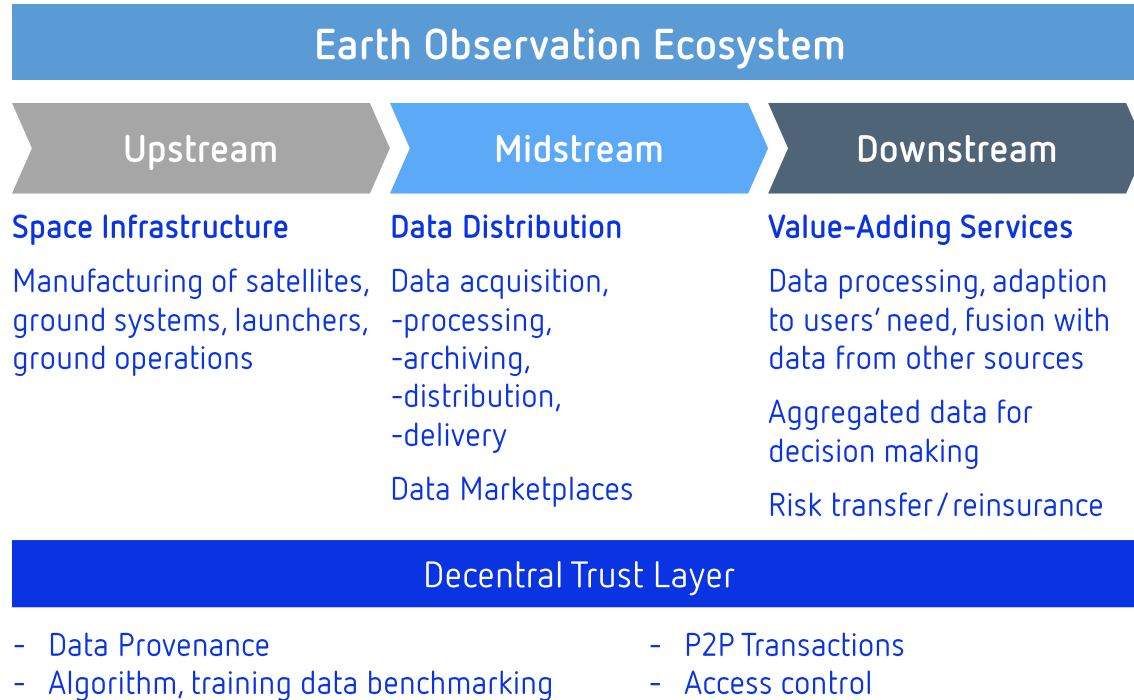 Earth Observation Ecosystem
Upstream
Midstream
Downstream
Space Infrastructure
Manufacturing of satellites,
ground systems, launchers,
ground operations
Data Distribution
Data acquisition,
-processing,
-archiving,
-distribution,
-delivery
Data Marketplaces
Value-Adding Services
Data processing, adaption
to users‘ need, fusion with
data from other sources
Aggregated data for
decision making
Risk transfer/reinsurance
Decentral Trust Layer
- Data Provenance
- Algorithm, training data benchmarking
- P2P Transactions
- Access control